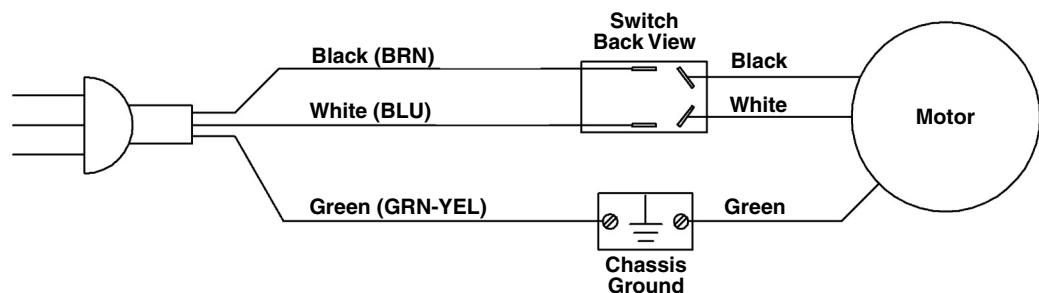 Switch
Back View
Black (BRN)
Black
White (BLU)
White
Motor
Green (GRN-YEL)
Green
Chassis
Ground